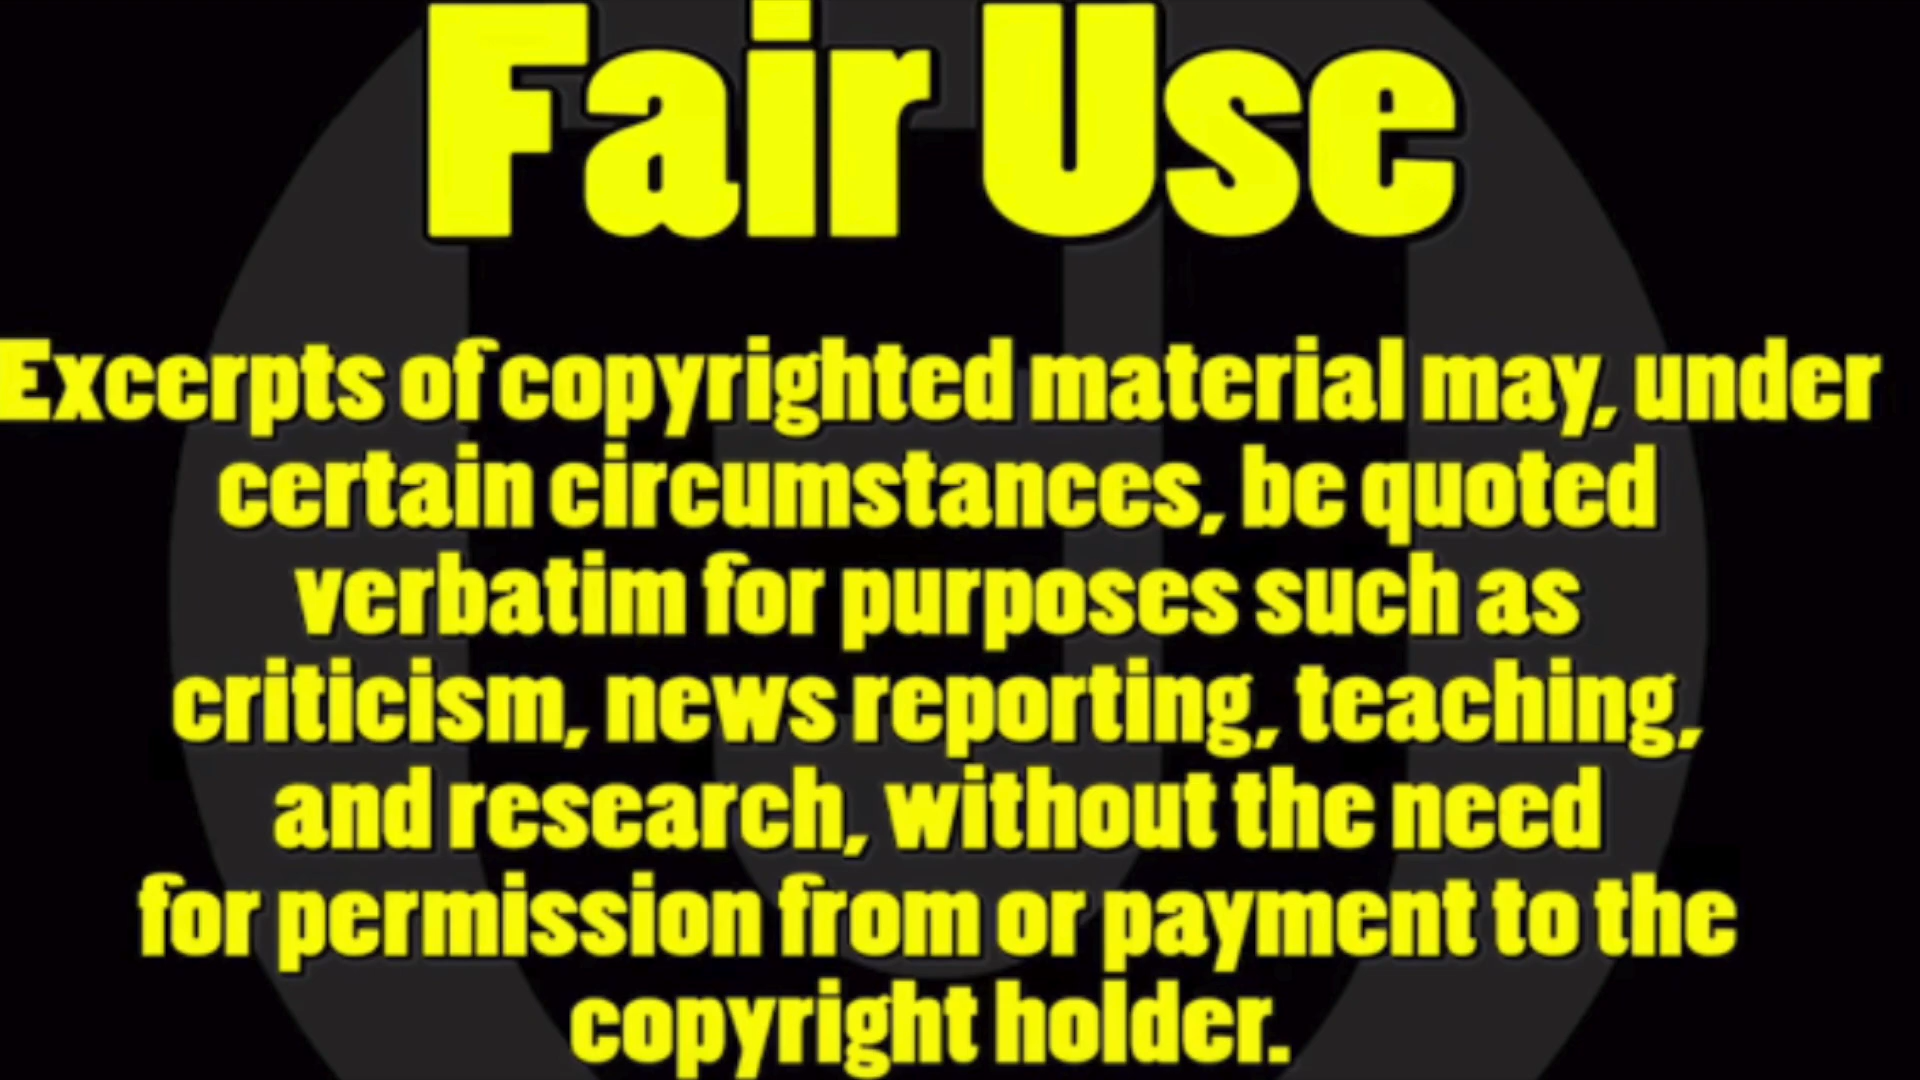 Fair Use
Excerpts of copyrighted material may, under
certain circumstances, be quoted
verbatim for purposes such as
criticism, news reporting, teaching,
and research, without the need
for permission from or payment to the
copyright holder.